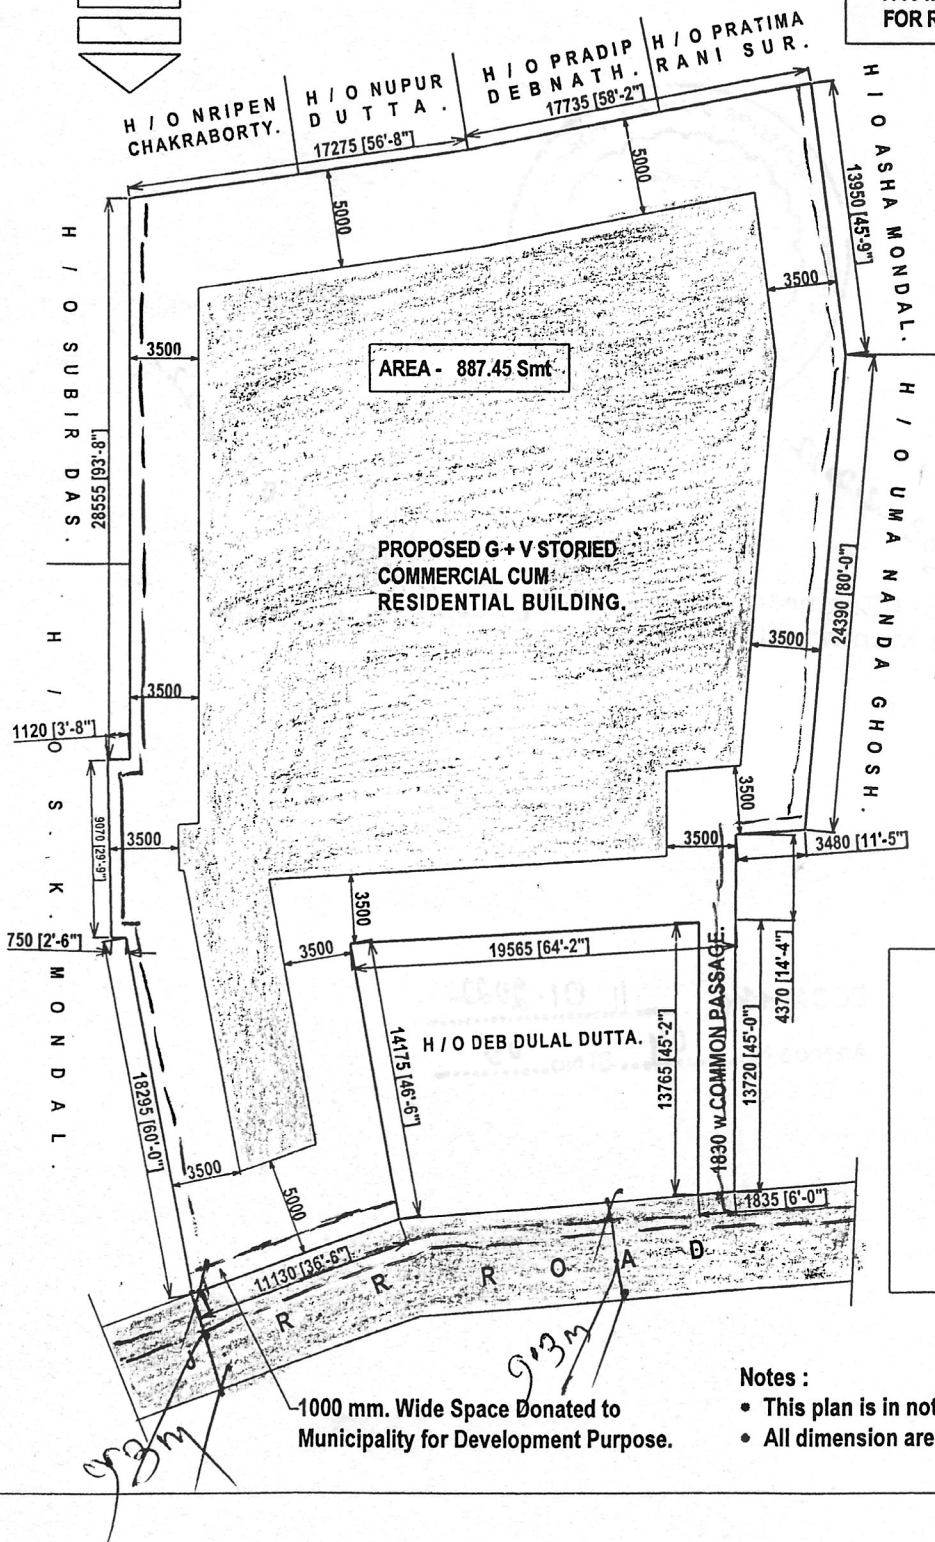 FOR R
H / O NRIPEN
CHAKRABORTY.
H / O NUPUR
DUTTA.
H / O PRADIP
DEBNATH.
H / O PRATIMA
RANI SUR.
17275 [56'-8"]
17735 [58'-2"]
H / O ASHA MONDAL.
13950 [45'-9"]
5000
5000
3500
H / O SUBIR DAS.
28555 [93'-8"]
3500
AREA - 887.45 Smt
H / O UMA NANDA GHOSH.
24390 [80'-0"]
PROPOSED G + V STORIED
COMMERCIAL CUM
RESIDENTIAL BUILDING.
3500
3500
1120 [3'-8"]
H / O S. K. MONDAL.
9070 [29'-9"]
3500
3500
3500
3480 [11'-5"]
750 [2'-6"]
3500
3500
19565 [64'-2"]
4370 [14'-4"]
H / O DEB DULAL DUTTA.
14175 [46'-6"]
13765 [45'-2"]
1830 w COMMON PASSAGE.
13720 [45'-0"]
18295 [60'-0"]
3500
5000
1835 [6'-0"]
11130 [36'-6"]
J R R ROAD
9.3m
9.3m
1000 mm. Wide Space Donated to
Municipality for Development Purpose.
Notes :
• This plan is in not
• All dimension are